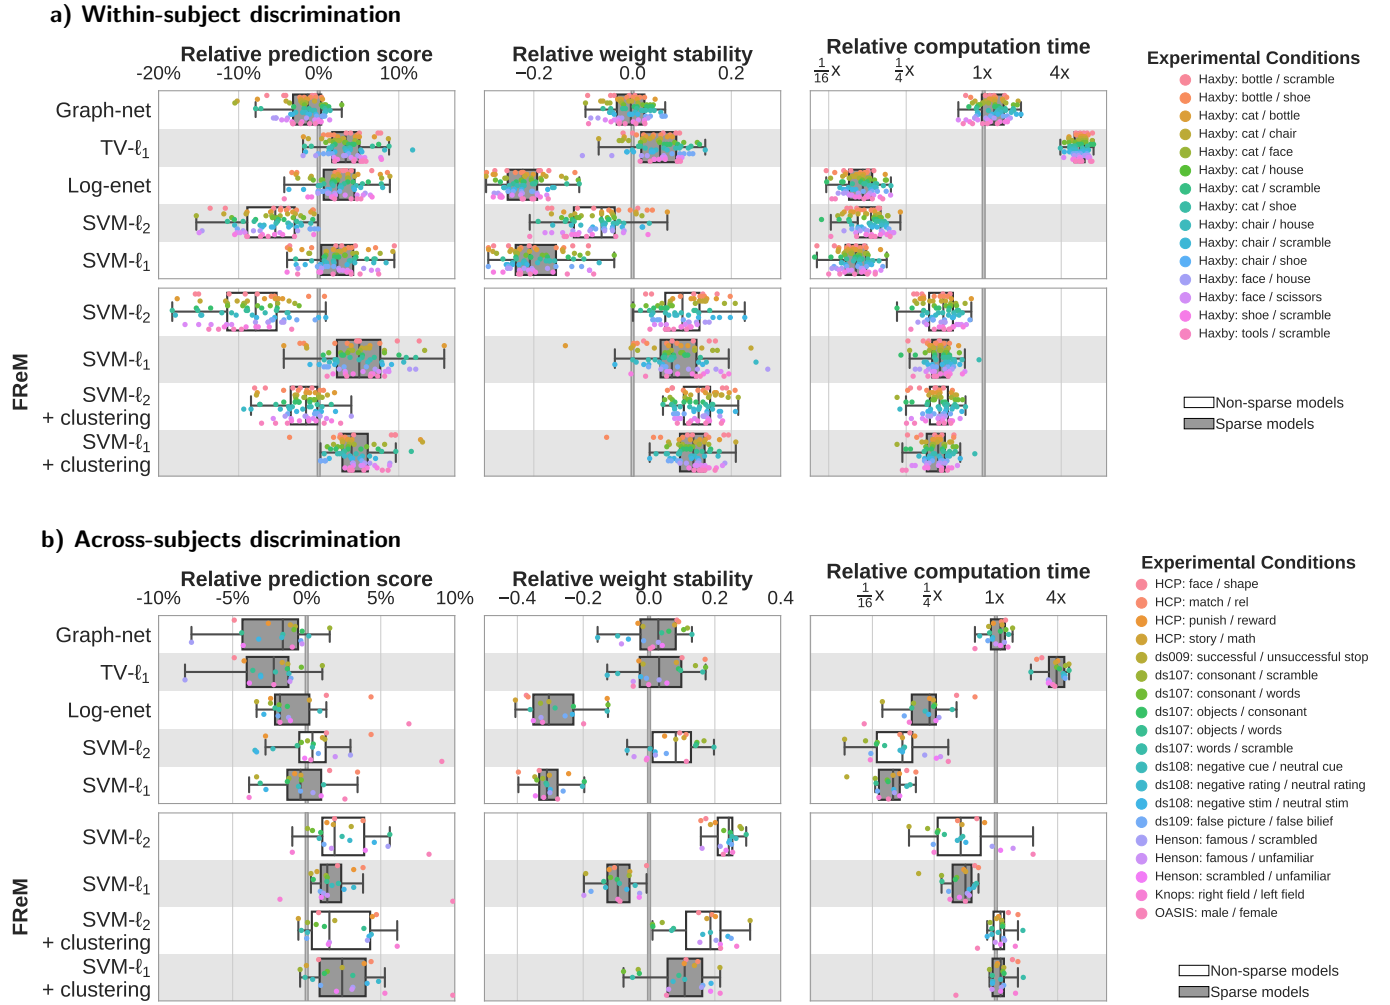 a) Within-subject discrimination
Relative prediction score
Relative weight stability
Relative computation time
-20% -10% 0% 10%
−0.2 0.0 0.2
1/16 x 1/4 x 1x 4x
Graph-net
TV-ℓ1
Log-enet
SVM-ℓ2
SVM-ℓ1
FReM
SVM-ℓ2
SVM-ℓ1
SVM-ℓ2
+ clustering
SVM-ℓ1
+ clustering
Experimental Conditions
Haxby: bottle / scramble
Haxby: bottle / shoe
Haxby: cat / bottle
Haxby: cat / chair
Haxby: cat / face
Haxby: cat / house
Haxby: cat / scramble
Haxby: cat / shoe
Haxby: chair / house
Haxby: chair / scramble
Haxby: chair / shoe
Haxby: face / house
Haxby: face / scissors
Haxby: shoe / scramble
Haxby: tools / scramble
Non-sparse models
Sparse models
b) Across-subjects discrimination
Relative prediction score
Relative weight stability
Relative computation time
-10% -5% 0% 5% 10%
−0.4 −0.2 0.0 0.2 0.4
1/16 x 1/4 x 1x 4x
Graph-net
TV-ℓ1
Log-enet
SVM-ℓ2
SVM-ℓ1
FReM
SVM-ℓ2
SVM-ℓ1
SVM-ℓ2
+ clustering
SVM-ℓ1
+ clustering
Experimental Conditions
HCP: face / shape
HCP: match / rel
HCP: punish / reward
HCP: story / math
ds009: successful / unsuccessful stop
ds107: consonant / scramble
ds107: consonant / words
ds107: objects / consonant
ds107: objects / words
ds107: words / scramble
ds108: negative cue / neutral cue
ds108: negative rating / neutral rating
ds108: negative stim / neutral stim
ds109: false picture / false bilief
Henson: famous / scrambled
Henson: famous / unfamiliar
Henson: scrambled / unfamiliar
Knops: right field / left field
OASIS: male / female
Non-sparse models
Sparse models